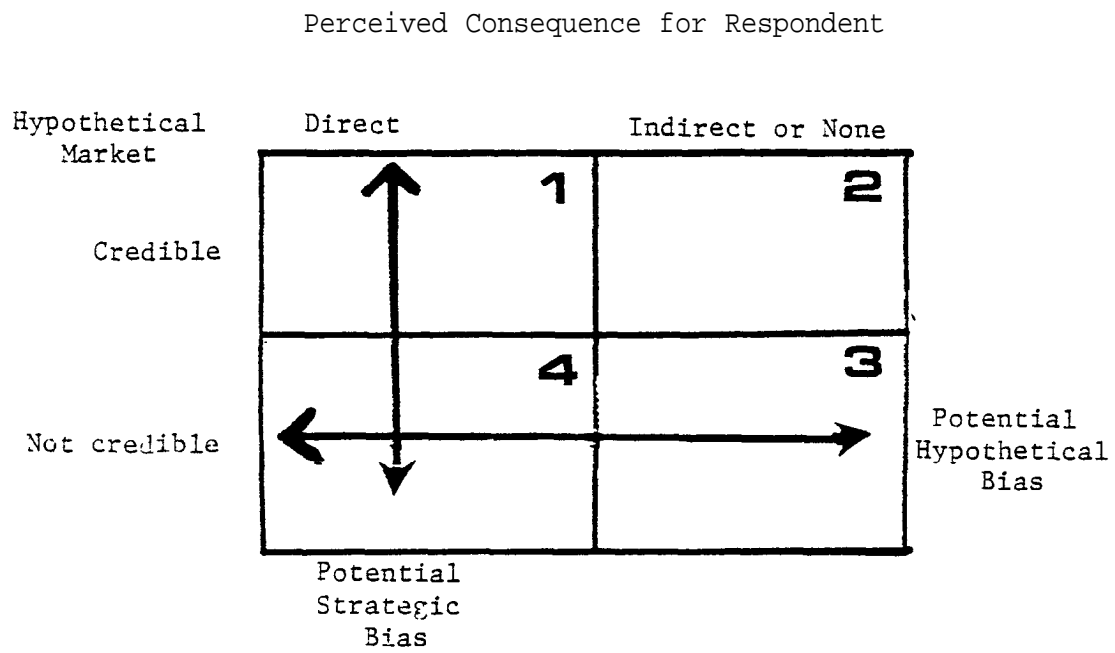 Perceived Consequence for Respondent
Hypothetical
Market
Direct
Indirect or None
1
2
Credible
4
3
Not credible
Potential
Hypothetical
Bias
Potential
Strategic
Bias